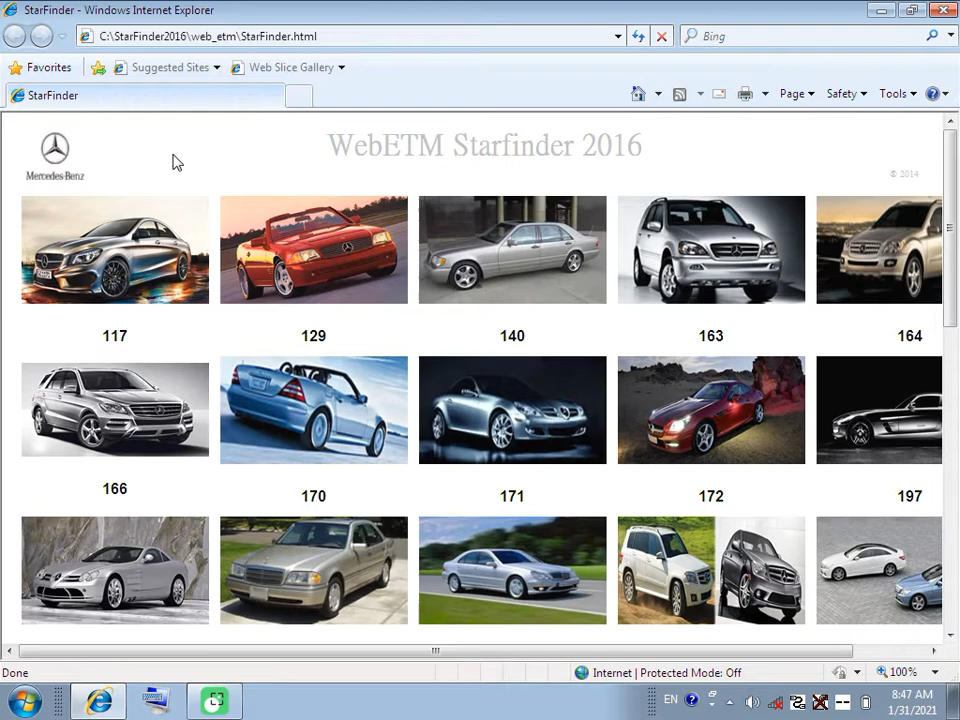 StarFinder - Windows Internet Explorer
C:\StarFinder2016\web_etm\StarFinder.html
Bing
Favorites
Suggested Sites
Web Slice Gallery
StarFinder
Page
Safety
Tools
Mercedes-Benz
WebETM Starfinder 2016
© 2014
117
129
140
163
164
166
170
171
172
197
Done
Internet | Protected Mode: Off
100%
EN
8:47 AM
1/31/2021